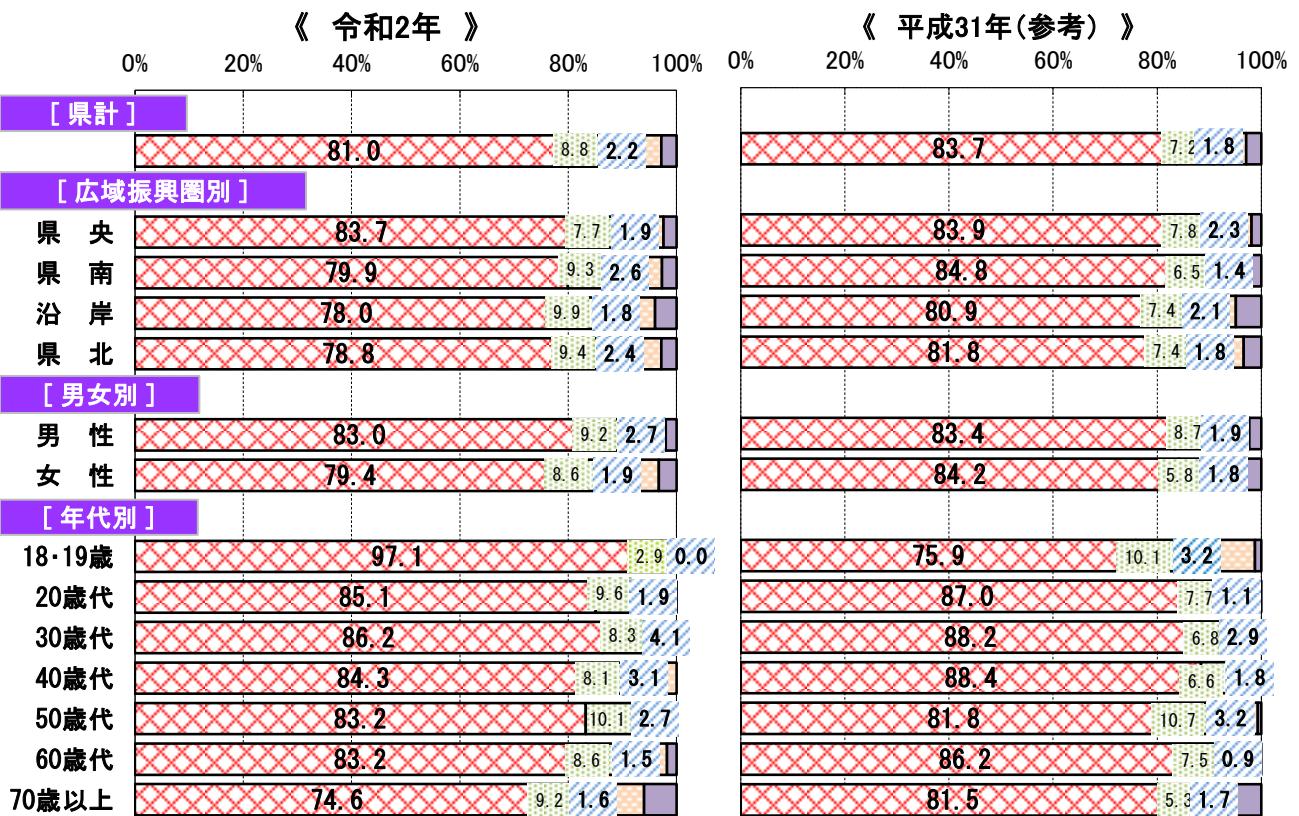 《 令和2年 》 《 平成31年(参考) 》
0% 20% 40% 60% 80% 100% 0% 20% 40% 60% 80% 100%
[ 県計 ]
81.0 8.8 2.2 83.7 7.2 1.8
[ 広域振興圏別 ]
県 央 83.7 7.7 1.9 83.9 7.8 2.3
県 南 79.9 9.3 2.6 84.8 6.5 1.4
沿 岸 78.0 9.9 1.8 80.9 7.4 2.1
県 北 78.8 9.4 2.4 81.8 7.4 1.8
[ 男女別 ]
男 性 83.0 9.2 2.7 83.4 8.7 1.9
女 性 79.4 8.6 1.9 84.2 5.8 1.8
[ 年代別 ]
18・19歳 97.1 2.9 0.0 75.9 10.1 3.2
20歳代 85.1 9.6 1.9 87.0 7.7 1.1
30歳代 86.2 8.3 4.1 88.2 6.8 2.9
40歳代 84.3 8.1 3.1 88.4 6.6 1.8
50歳代 83.2 10.1 2.7 81.8 10.7 3.2
60歳代 83.2 8.6 1.5 86.2 7.5 0.9
70歳以上 74.6 9.2 1.6 81.5 5.3 1.7